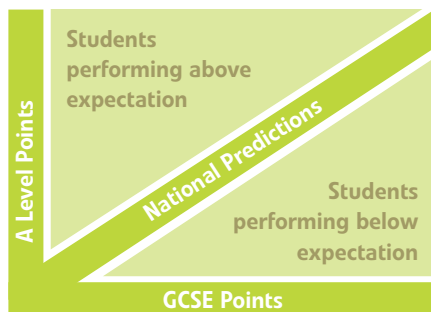 Students
performing above
expectation
A Level Points
National Predictions
Students
performing below
expectation
GCSE Points